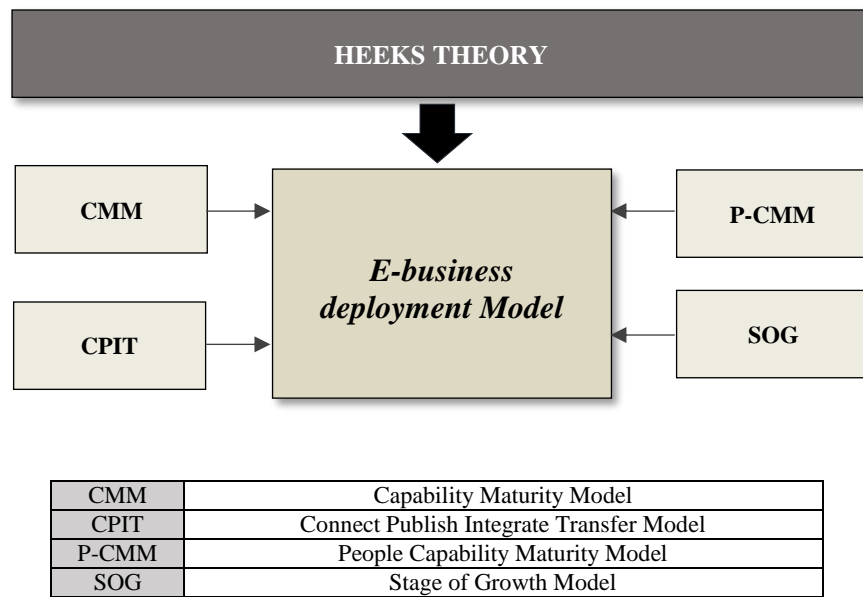 HEEKS THEORY
CMM
P-CMM
E-business
deployment Model
CPIT
SOG
CMM Capability Maturity Model
CPIT Connect Publish Integrate Transfer Model
P-CMM People Capability Maturity Model
SOG Stage of Growth Model